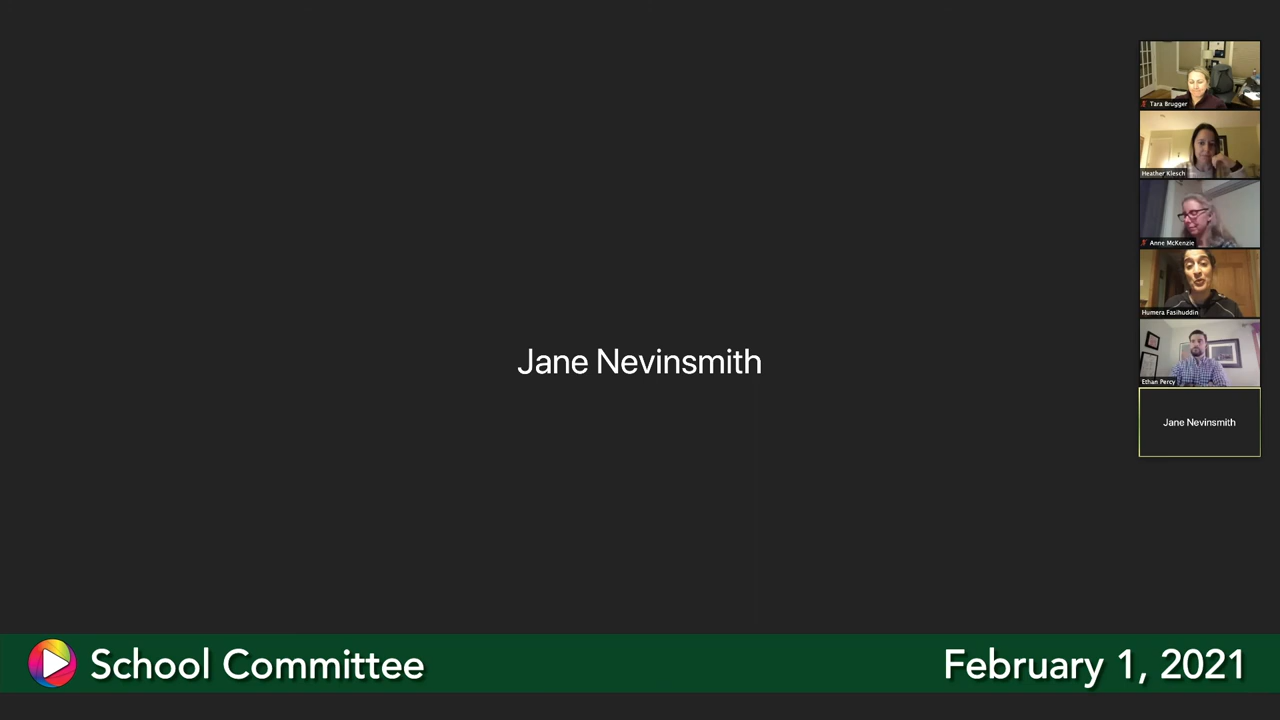 Tara Brugger
Heather Klesch
Anne McKenzie
Humera Fasihuddin
Ethan Percy
Jane Nevinsmith
Jane Nevinsmith
School Committee
February 1, 2021